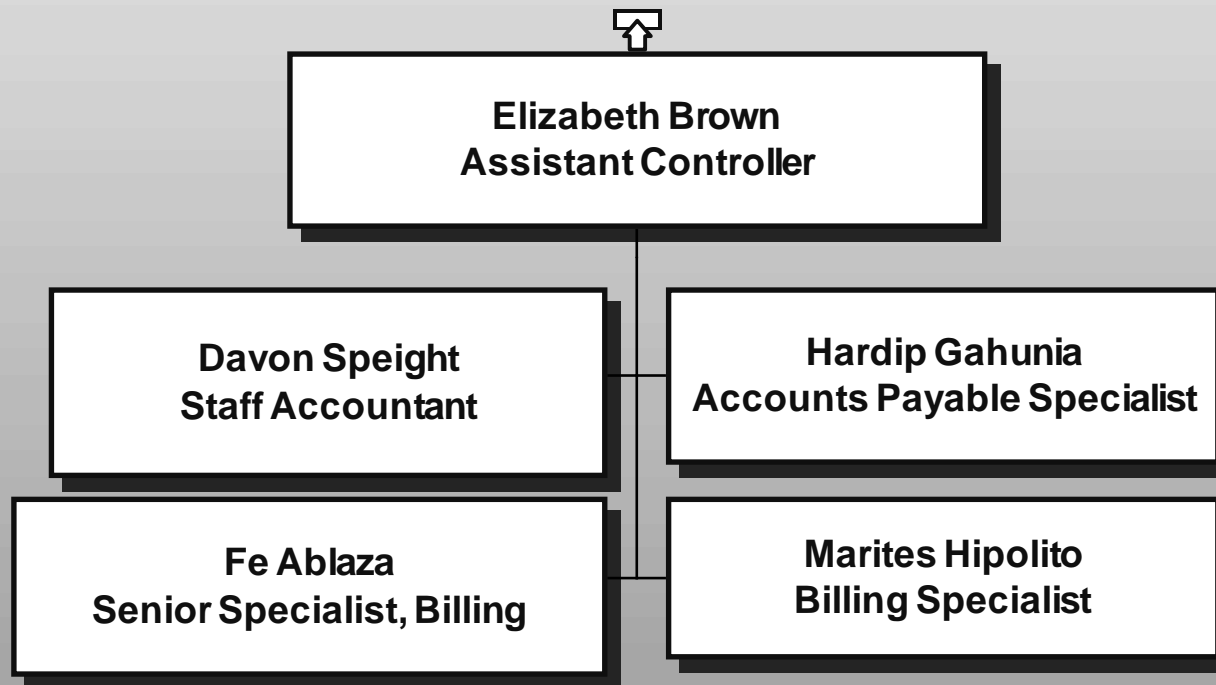 Elizabeth Brown
Assistant Controller
Davon Speight
Staff Accountant
Hardip Gahunia
Accounts Payable Specialist
Fe Ablaza
Senior Specialist, Billing
Marites Hipolito
Billing Specialist